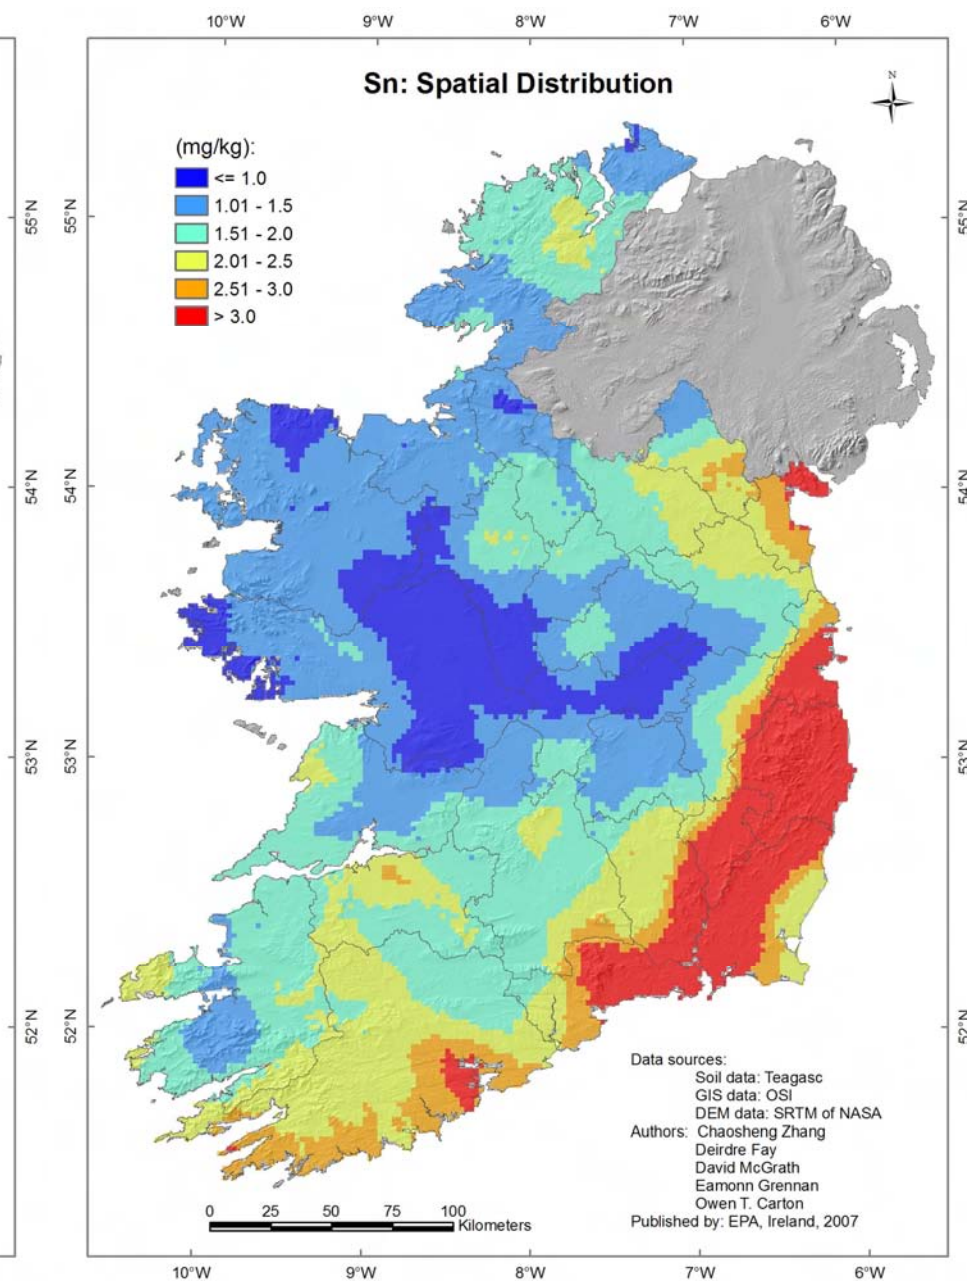 10°W 9°W 8°W 7°W 6°W
Sn: Spatial Distribution
N
(mg/kg):
<= 1.0
1.01 - 1.5
1.51 - 2.0
2.01 - 2.5
2.51 - 3.0
> 3.0
55°N 55°N 55°N
54°N 54°N 54°N
53°N 53°N 53°N
52°N 52°N 52°N
Data sources:
Soil data: Teagasc
GIS data: OSI
DEM data: SRTM of NASA
Authors: Chaosheng Zhang
Deirdre Fay
David McGrath
Eamonn Grennan
Owen T. Carton
Published by: EPA, Ireland, 2007
0 25 50 75 100
Kilometers
10°W 9°W 8°W 7°W 6°W